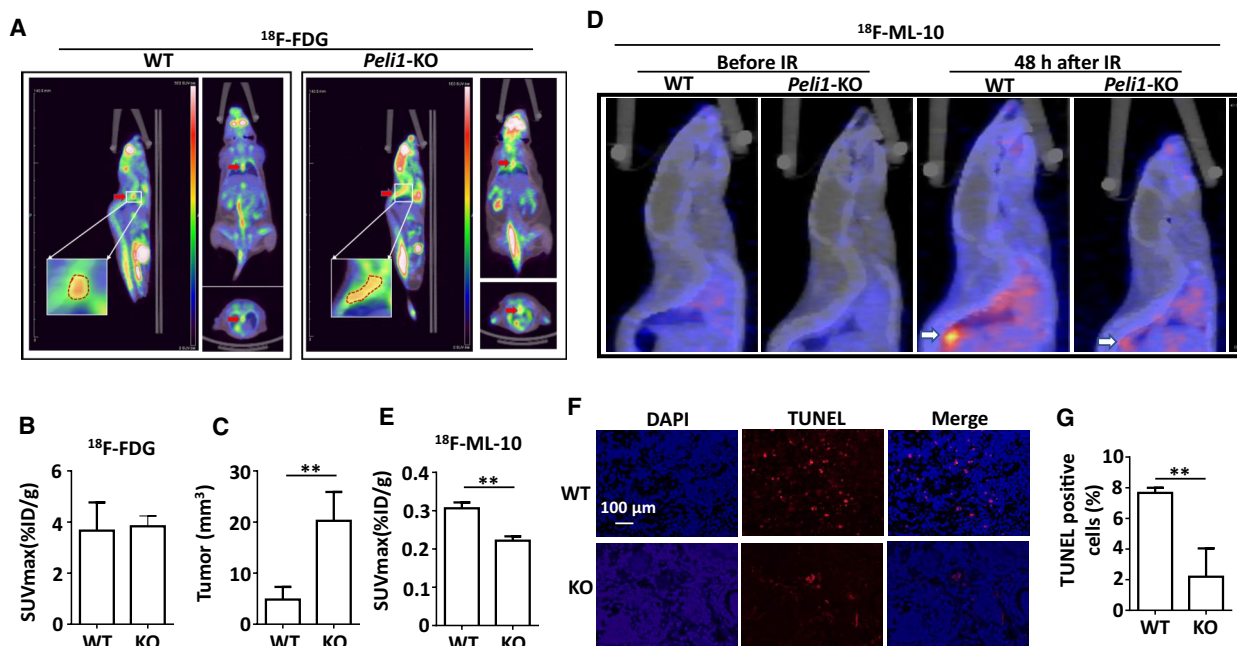 A
¹⁸F-FDG
WT
Peli1-KO
D
¹⁸F-ML-10
Before IR
48 h after IR
WT
Peli1-KO
WT
Peli1-KO
B
¹⁸F-FDG
SUVmax(%ID/g)
6
4
2
0
WT
KO
C
Tumor (mm³)
30
20
10
0
**
WT
KO
E
¹⁸F-ML-10
SUVmax(%ID/g)
0.4
0.3
0.2
0.1
0
**
WT
KO
F
DAPI
TUNEL
Merge
WT
100 µm
KO
G
TUNEL positive
cells (%)
10
8
6
4
2
0
**
WT
KO